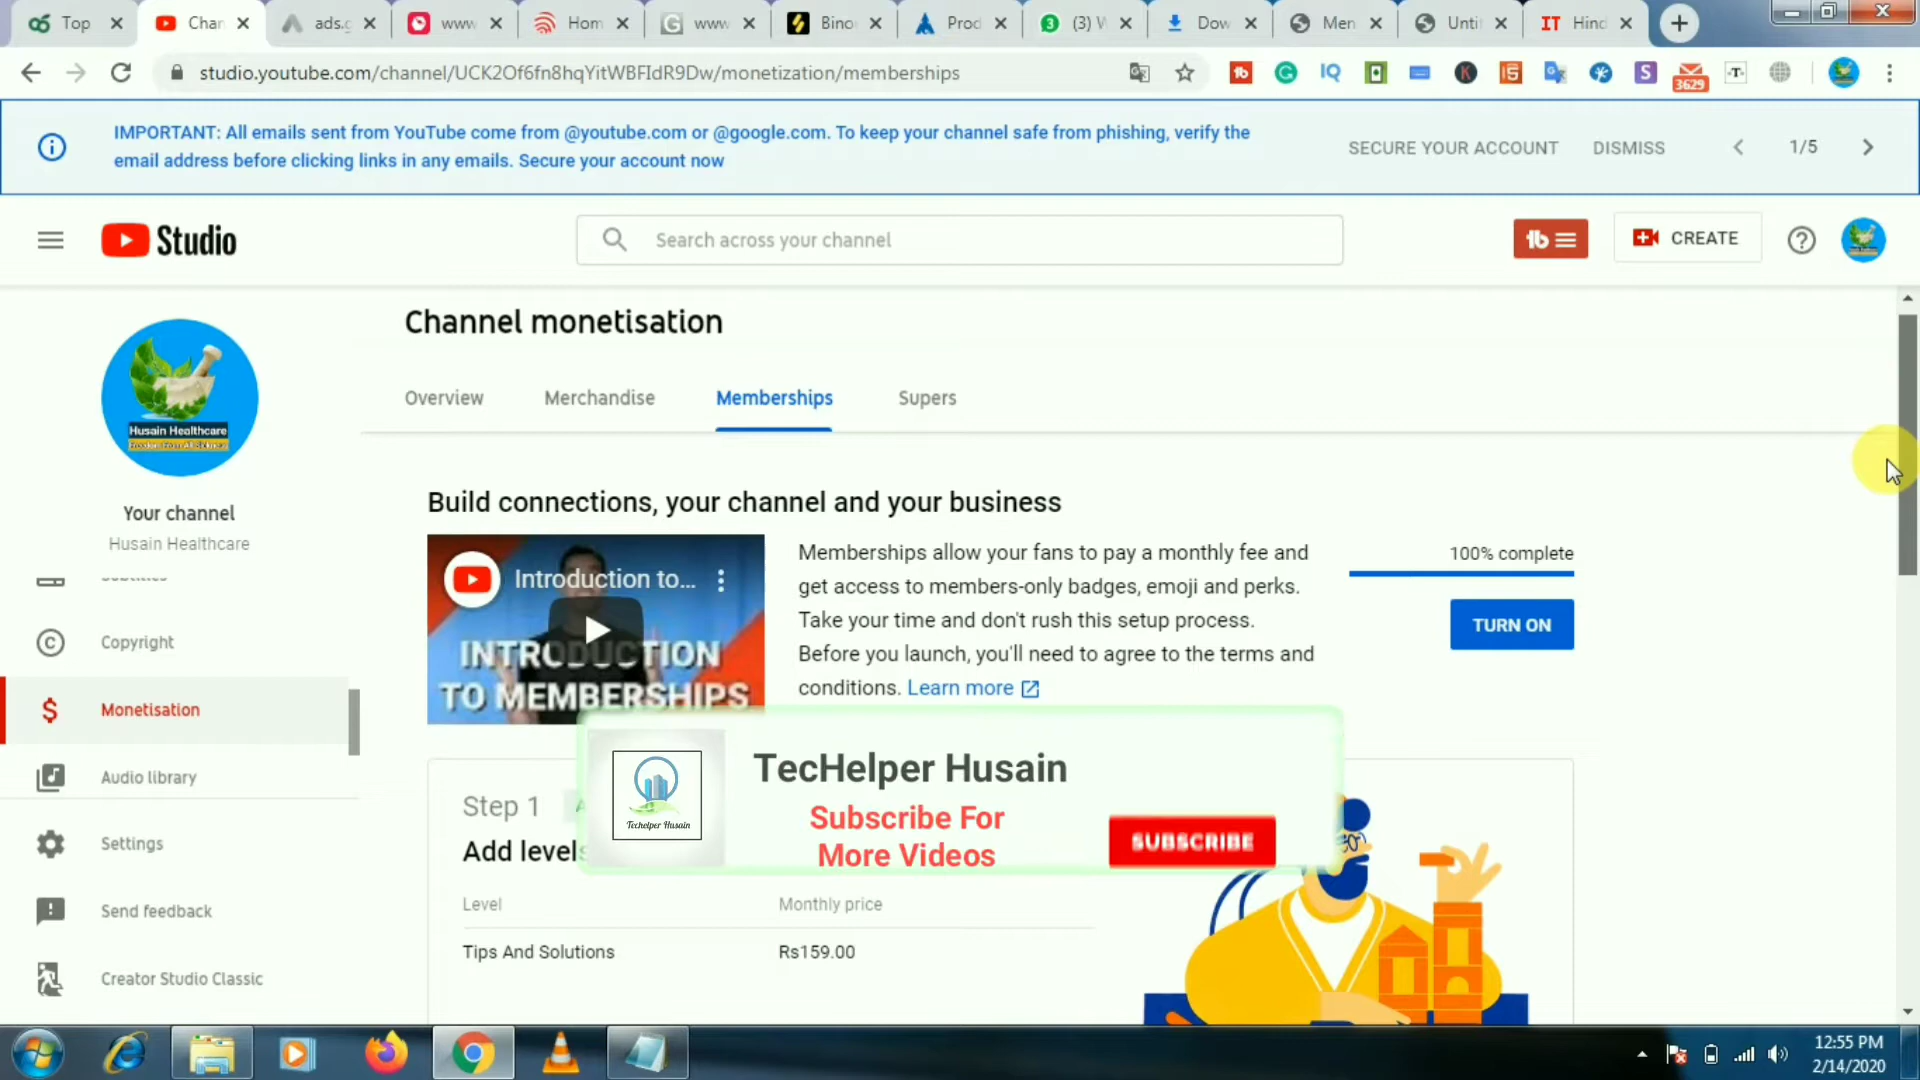 Top
Chan
ads.g
www
Hom
www
Bino
Prod
(3) W
Dow
Men
Unti
Hind
studio.youtube.com/channel/UCK2Of6fn8hqYitWBFIdR9Dw/monetization/memberships
3629
IMPORTANT: All emails sent from YouTube come from @youtube.com or @google.com. To keep your channel safe from phishing, verify the
email address before clicking links in any emails. Secure your account now
SECURE YOUR ACCOUNT
DISMISS
1/5
Studio
Search across your channel
CREATE
Channel monetisation
Overview
Merchandise
Memberships
Supers
Husain Healthcare
Your channel
Husain Healthcare
Copyright
Monetisation
Audio library
Settings
Send feedback
Creator Studio Classic
Build connections, your channel and your business
Introduction to...
INTRODUCTION
TO MEMBERSHIPS
Memberships allow your fans to pay a monthly fee and
get access to members-only badges, emoji and perks.
Take your time and don't rush this setup process.
Before you launch, you'll need to agree to the terms and
conditions. Learn more
100% complete
TURN ON
Step 1
Add levels
TecHelper Husain
Techelper Husain
Subscribe For
More Videos
SUBSCRIBE
Level
Monthly price
Tips And Solutions
Rs159.00
12:55 PM
2/14/2020